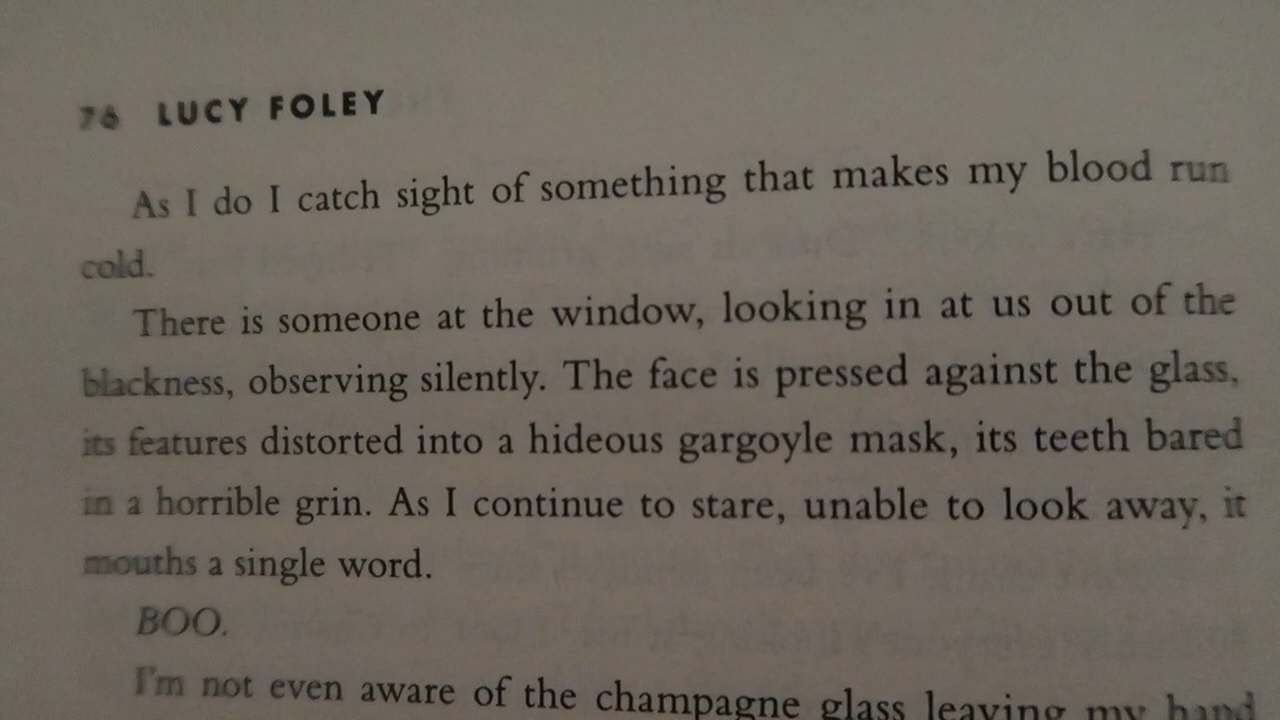 76 LUCY FOLEY
As I do I catch sight of something that makes my blood run
cold.
There is someone at the window, looking in at us out of the
blackness, observing silently. The face is pressed against the glass,
its features distorted into a hideous gargoyle mask, its teeth bared
in a horrible grin. As I continue to stare, unable to look away, it
mouths a single word.
BOO.
I'm not even aware of the champagne glass leaving my hand